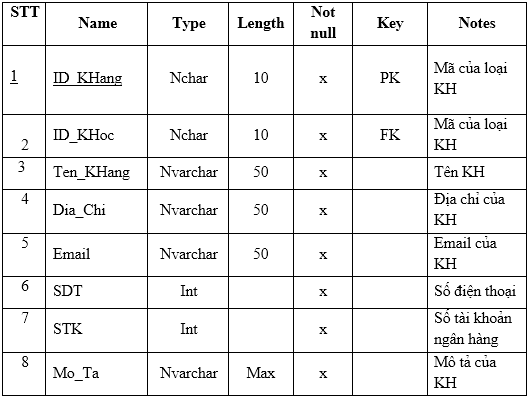 STT Name Type Length Not null Key Notes
1 ID_KHang Nchar 10 x PK Mã của loại KH
2 ID_KHoc Nchar 10 x FK Mã của loại KH
3 Ten_KHang Nvarchar 50 x Tên KH
4 Dia_Chi Nvarchar 50 x Địa chỉ của KH
5 Email Nvarchar 50 x Email của KH
6 SDT Int x Số điện thoại
7 STK Int x Số tài khoản ngân hàng
8 Mo_Ta Nvarchar Max x Mô tả của KH